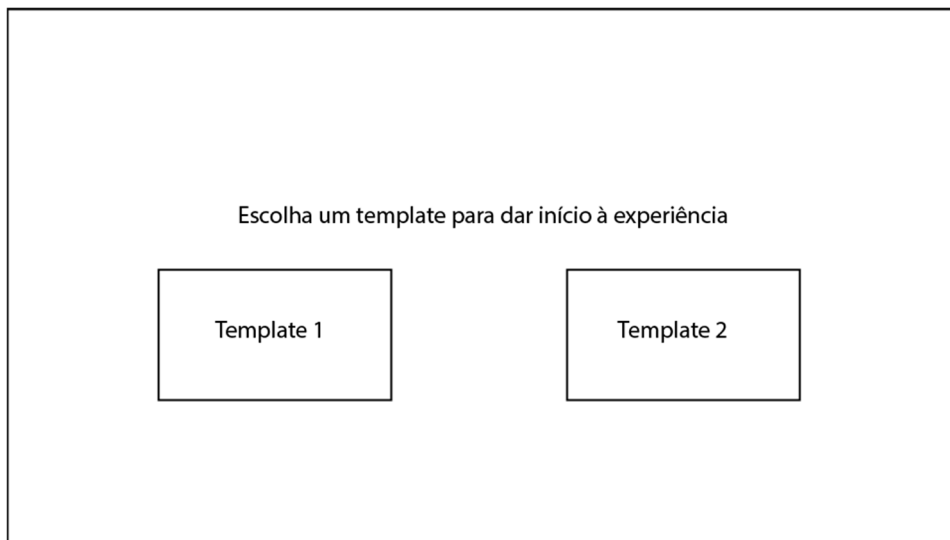 Escolha um template para dar início à experiência
Template 1
Template 2